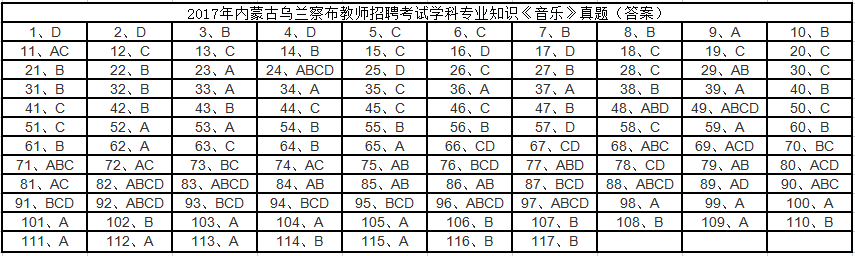 2017年内蒙古乌兰察布教师招聘考试学科专业知识《音乐》真题（答案）
1、D 2、D 3、B 4、D 5、C 6、C 7、B 8、B 9、A 10、B
11、AC 12、C 13、C 14、B 15、C 16、D 17、D 18、C 19、C 20、C
21、B 22、B 23、A 24、ABCD 25、D 26、C 27、B 28、C 29、AB 30、C
31、B 32、B 33、A 34、A 35、C 36、A 37、A 38、B 39、A 40、B
41、C 42、B 43、B 44、C 45、C 46、C 47、B 48、ABD 49、ABCD 50、C
51、C 52、A 53、A 54、B 55、B 56、B 57、D 58、C 59、A 60、B
61、B 62、A 63、C 64、B 65、A 66、CD 67、CD 68、ABC 69、ACD 70、BC
71、ABC 72、AC 73、BC 74、AC 75、AB 76、BCD 77、ABD 78、CD 79、AB 80、ACD
81、AC 82、ABCD 83、ABCD 84、AB 85、AB 86、AB 87、BCD 88、ABCD 89、AD 90、ABC
91、BCD 92、ABCD 93、BCD 94、BCD 95、BCD 96、ABCD 97、ABCD 98、A 99、A 100、A
101、A 102、B 103、A 104、A 105、A 106、B 107、B 108、B 109、A 110、B
111、A 112、A 113、A 114、B 115、A 116、B 117、B